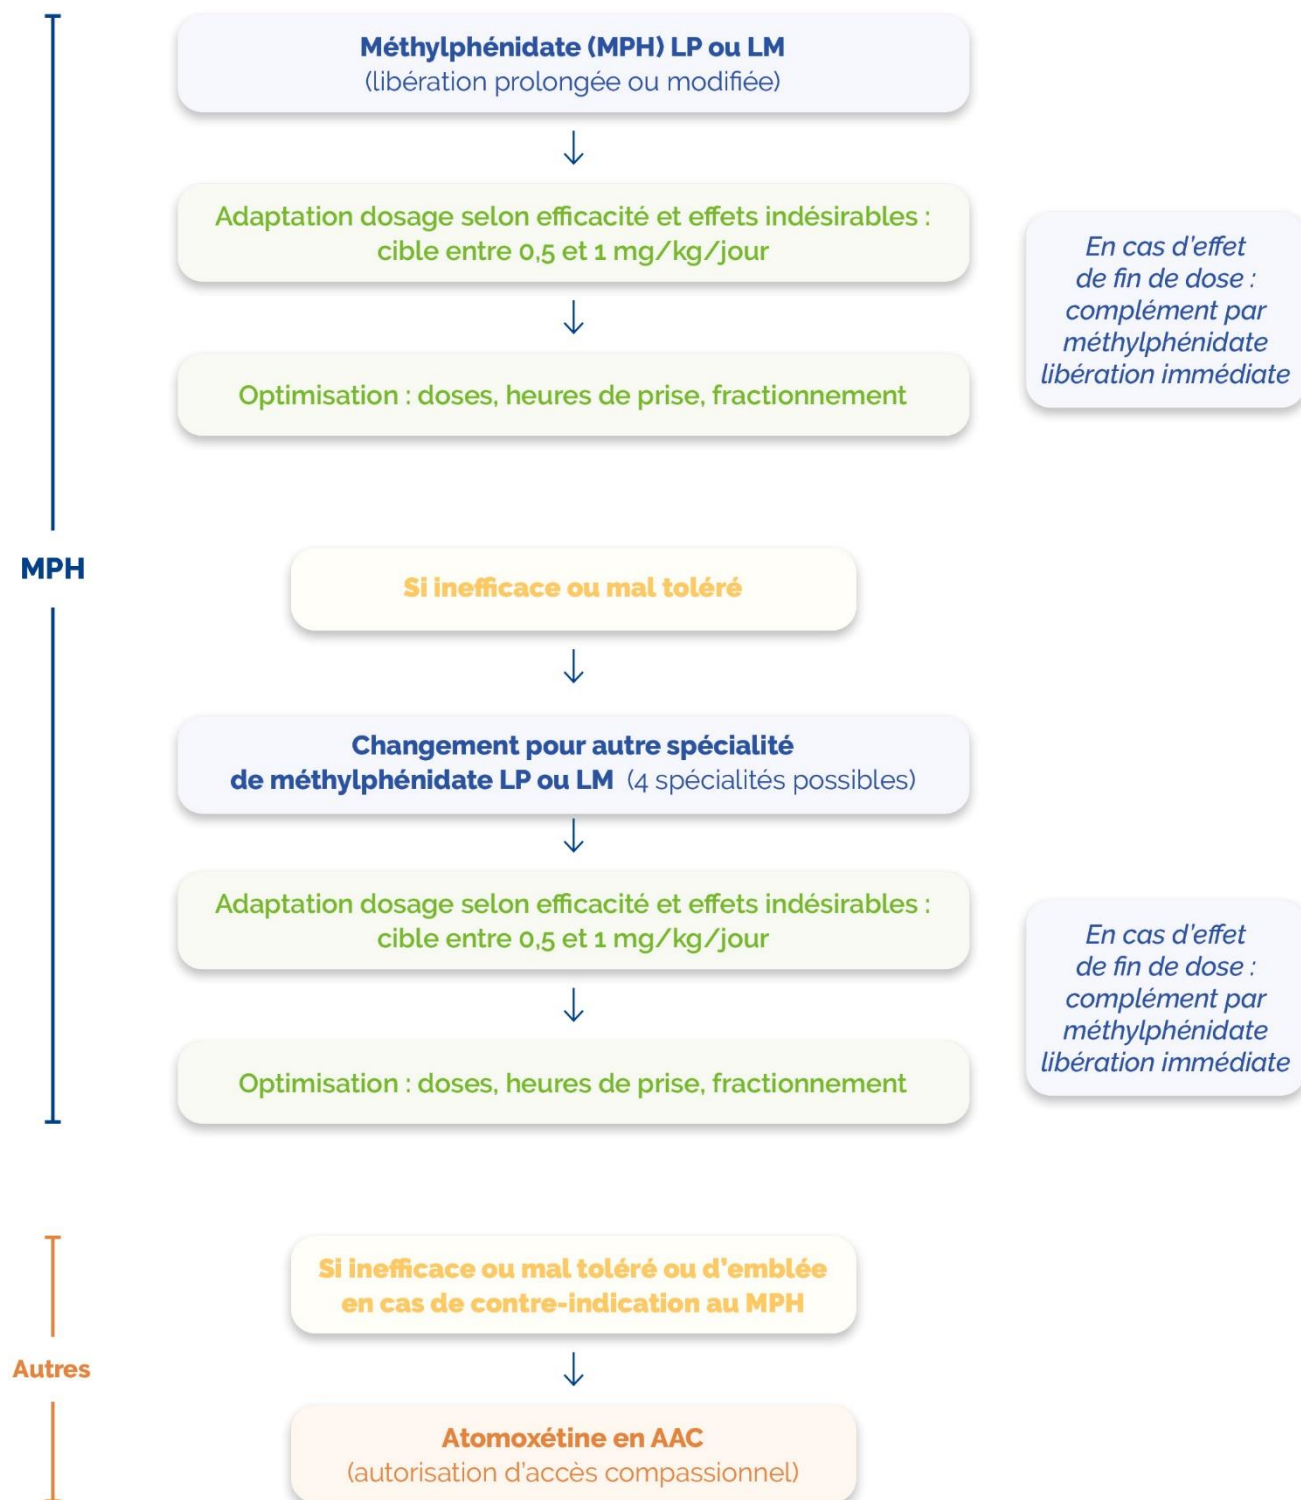 Méthylphénidate (MPH) LP ou LM
(libération prolongée ou modifiée)
Adaptation dosage selon efficacité et effets indésirables :
cible entre 0,5 et 1 mg/kg/jour
En cas d'effet
de fin de dose :
complément par
méthylphénidate
libération immédiate
Optimisation : doses, heures de prise, fractionnement
MPH
Si inefficace ou mal toléré
Changement pour autre spécialité
de méthylphénidate LP ou LM (4 spécialités possibles)
Adaptation dosage selon efficacité et effets indésirables :
cible entre 0,5 et 1 mg/kg/jour
En cas d'effet
de fin de dose :
complément par
méthylphénidate
libération immédiate
Optimisation : doses, heures de prise, fractionnement
Autres
Si inefficace ou mal toléré ou d'emblée
en cas de contre-indication au MPH
Atomoxétine en AAC
(autorisation d'accès compassionnel)